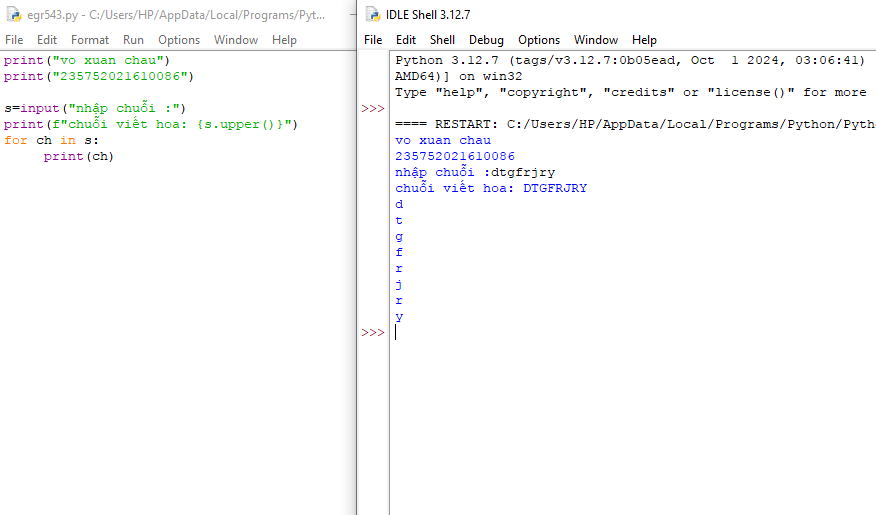 egr543.py - C:/Users/HP/AppData/Local/Programs/Pyt...
File Edit Format Run Options Window Help
print("vo xuan chau")
print("235752021610086")
s=input("nhập chuỗi :")
print(f"chuỗi viết hoa: {s.upper()}")
for ch in s:
print(ch)
IDLE Shell 3.12.7
File Edit Shell Debug Options Window Help
Python 3.12.7 (tags/v3.12.7:0b05ead, Oct  1 2024, 03:06:41)
AMD64)] on win32
Type "help", "copyright", "credits" or "license()" for more
>>>
==== RESTART: C:/Users/HP/AppData/Local/Programs/Python/Pyth
vo xuan chau
235752021610086
nhập chuỗi :dtgfrjry
chuỗi viết hoa: DTGFRJRY
d
t
g
f
r
j
r
y
>>>